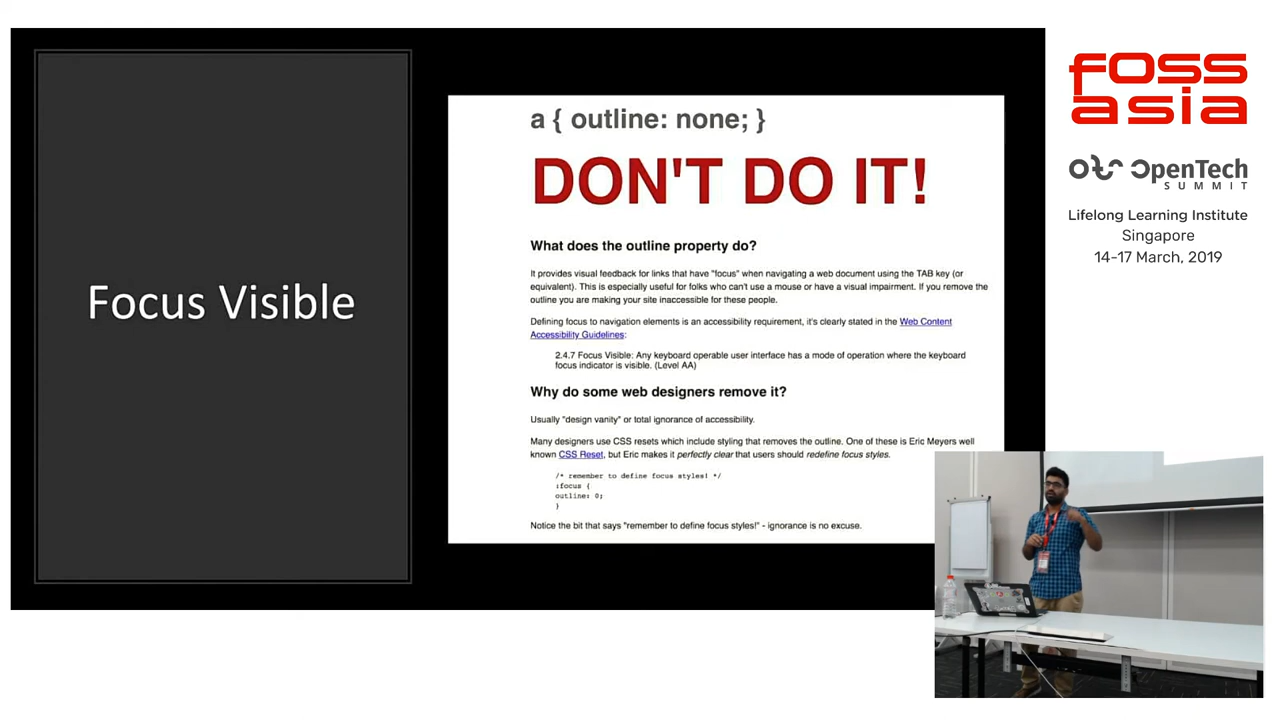 Focus Visible
a { outline: none; }
DON'T DO IT!
What does the outline property do?
It provides visual feedback for links that have "focus" when navigating a web document using the TAB key (or
equivalent). This is especially useful for folks who can't use a mouse or have a visual impairment. If you remove the
outline you are making your site inaccessible for these people.
Defining focus to navigation elements is an accessibility requirement, it's clearly stated in the Web Content
Accessibility Guidelines:
2.4.7 Focus Visible: Any keyboard operable user interface has a mode of operation where the keyboard
focus indicator is visible. (Level AA)
Why do some web designers remove it?
Usually "design vanity" or total ignorance of accessibility.
Many designers use CSS resets which include styling that removes the outline. One of these is Eric Meyers well
known CSS Reset, but Eric makes it perfectly clear that users should redefine focus styles.
/* remember to define focus styles! */
:focus {
outline: 0;
}
Notice the bit that says "remember to define focus styles!" - ignorance is no excuse.
foss
asia
OpenTech
SUMMIT
Lifelong Learning Institute
Singapore
14-17 March, 2019